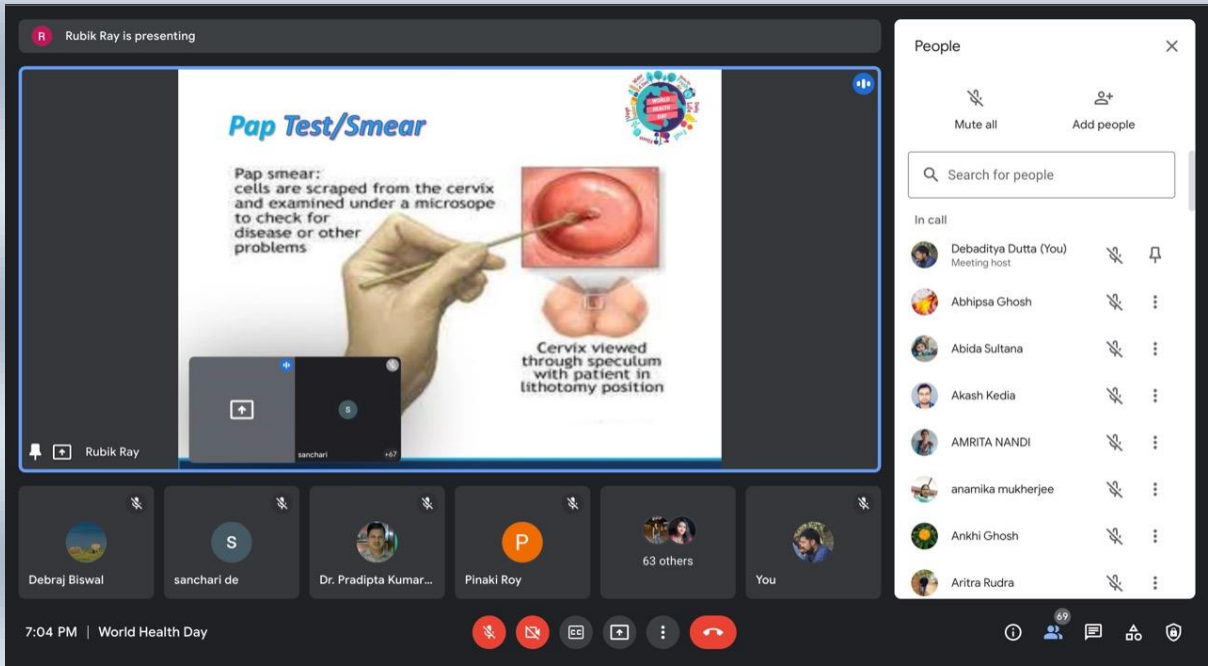 R Rubik Ray is presenting
Pap Test/Smear
WORLD
HEALTH
DAY
Pap smear:
cells are scraped from the cervix
and examined under a microsope
to check for
disease or other
problems
Cervix viewed
through speculum
with patient in
lithotomy position
S
sanchari
+67
Rubik Ray
Debraj Biswal
S
sanchari de
Dr. Pradipta Kumar...
P
Pinaki Roy
63 others
You
7:04 PM | World Health Day
CC
69
People
Mute all
Add people
Search for people
In call
Debaditya Dutta (You)
Meeting host
Abhipsa Ghosh
Abida Sultana
Akash Kedia
AMRITA NANDI
anamika mukherjee
Ankhi Ghosh
Aritra Rudra